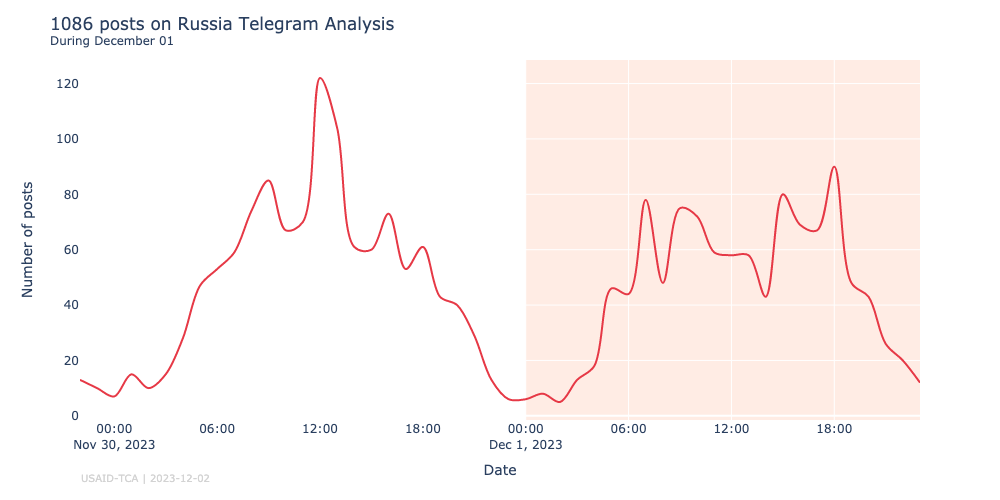 1086 posts on Russia Telegram Analysis
During December 01
Number of posts
120
100
80
60
40
20
0
00:00 06:00 12:00 18:00 00:00 06:00 12:00 18:00
Nov 30, 2023 Dec 1, 2023
Date
USAID-TCA | 2023-12-02